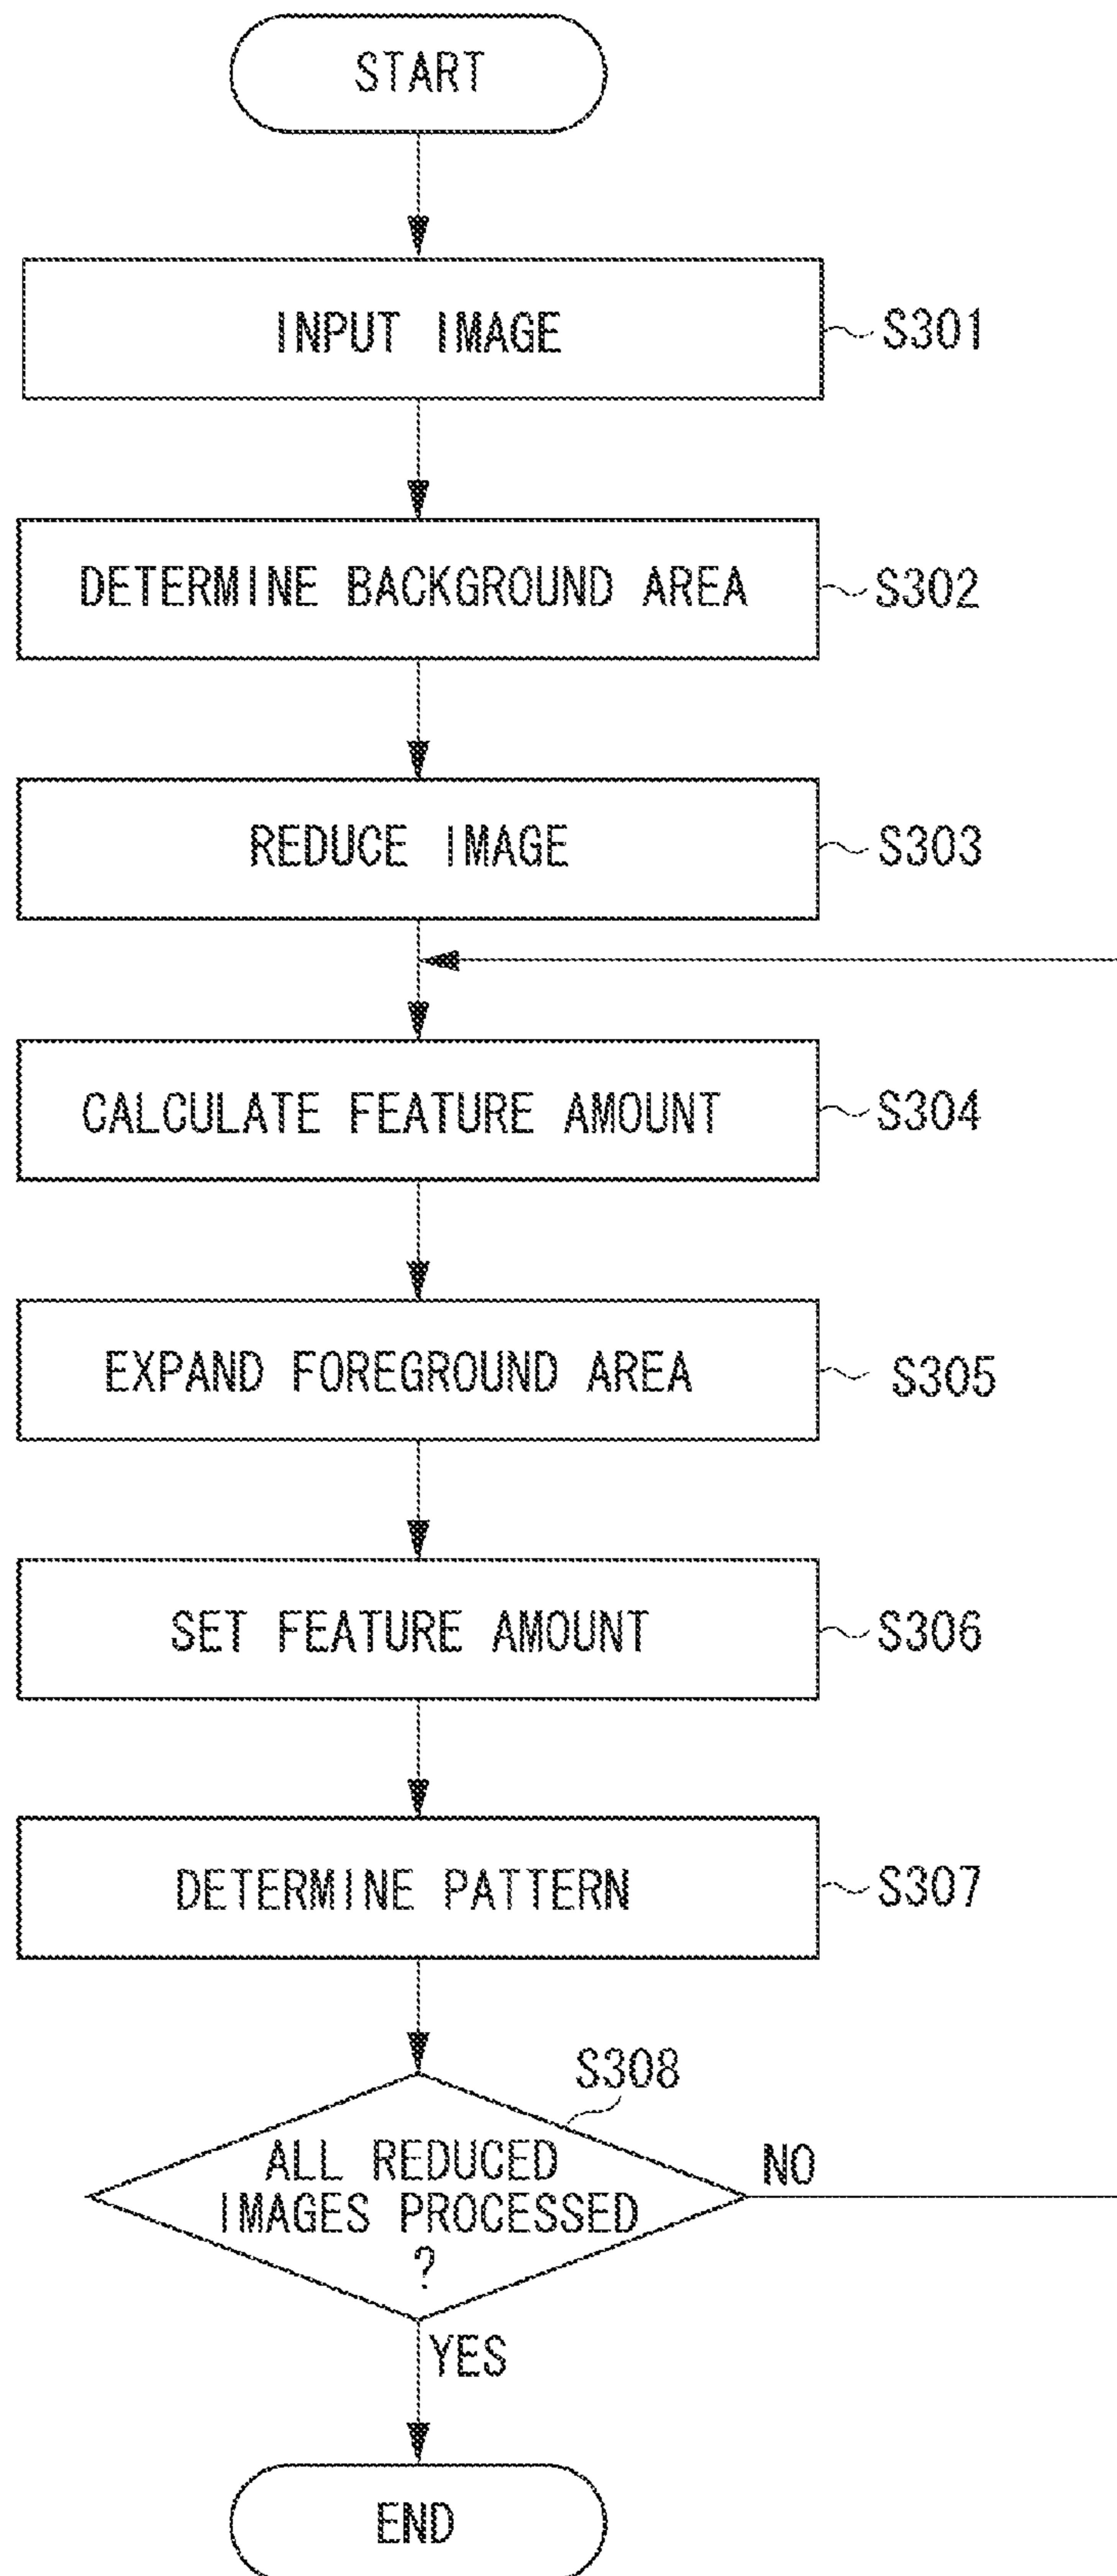 START
INPUT IMAGE
S301
DETERMINE BACKGROUND AREA
S302
REDUCE IMAGE
S303
CALCULATE FEATURE AMOUNT
S304
EXPAND FOREGROUND AREA
S305
SET FEATURE AMOUNT
S306
DETERMINE PATTERN
S307
S308
ALL REDUCED
IMAGES PROCESSED
?
NO
YES
END